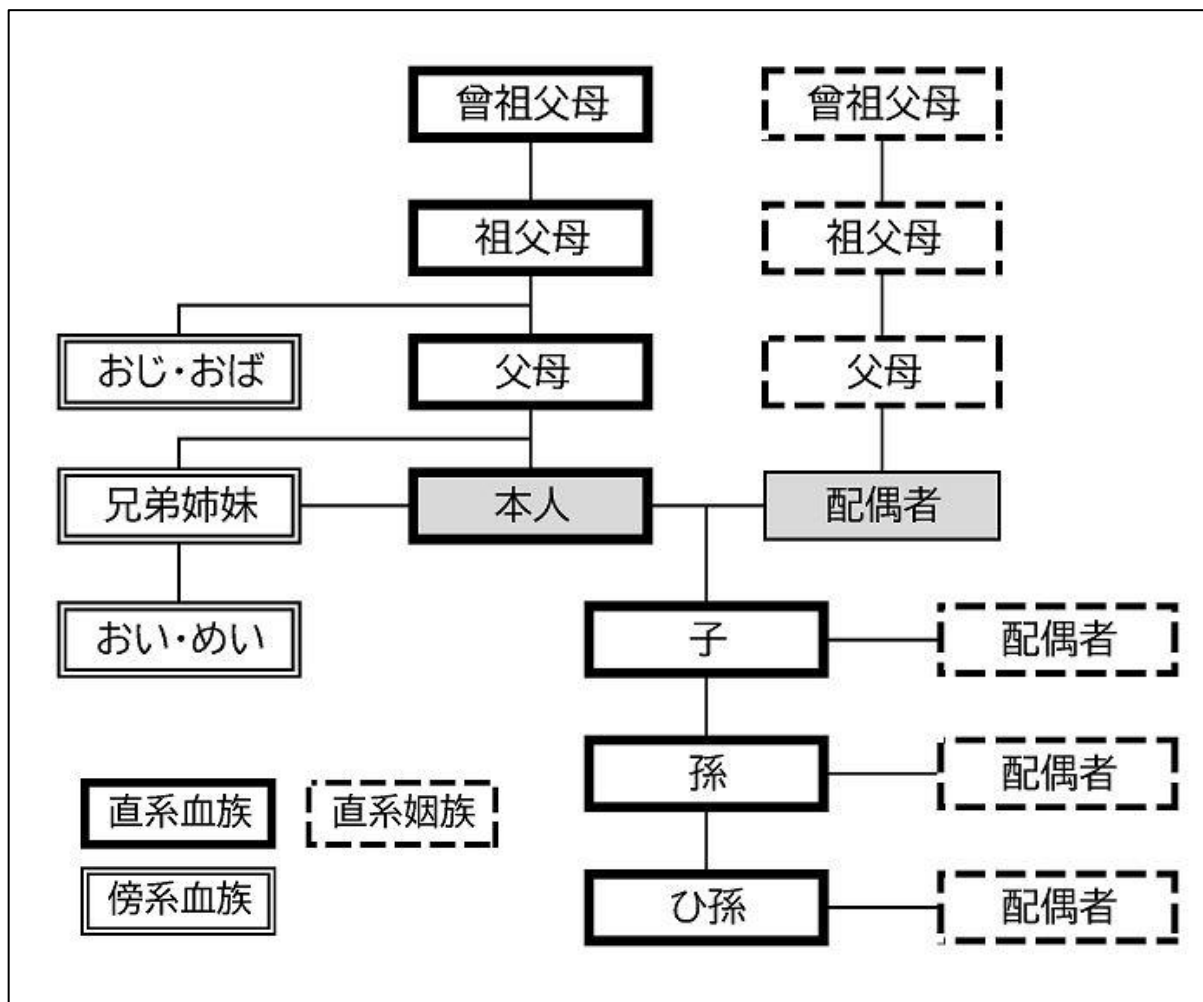 曾祖父母
曾祖父母
祖父母
祖父母
おじ・おば
父母
父母
兄弟姉妹
本人
配偶者
おい・めい
子
配偶者
孫
配偶者
直系血族
直系姻族
傍系血族
ひ孫
配偶者